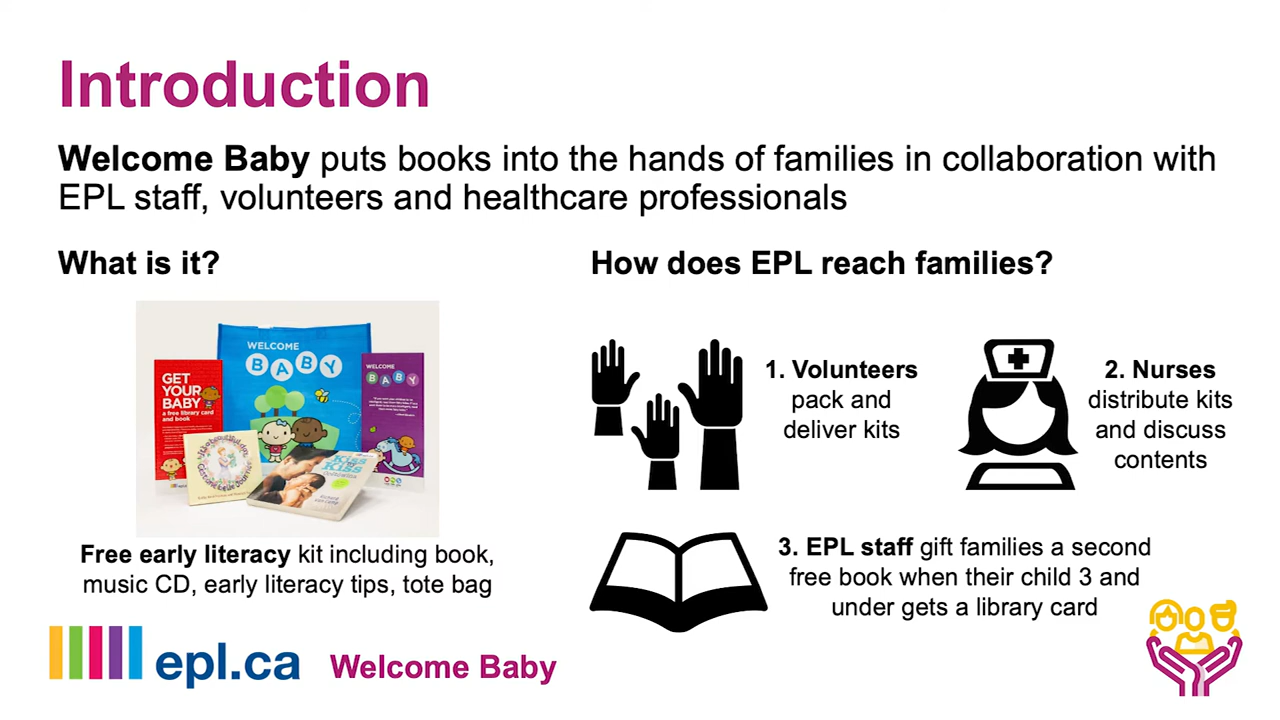 Introduction
Welcome Baby puts books into the hands of families in collaboration with
EPL staff, volunteers and healthcare professionals
What is it?
WELCOME
BABY
GET
YOUR
BABY
a free library card
and book
WELCOME
BABY
Kiss
by Kiss
Free early literacy kit including book,
music CD, early literacy tips, tote bag
How does EPL reach families?
1. Volunteers
pack and
deliver kits
2. Nurses
distribute kits
and discuss
contents
3. EPL staff gift families a second
free book when their child 3 and
under gets a library card
epl.ca
Welcome Baby